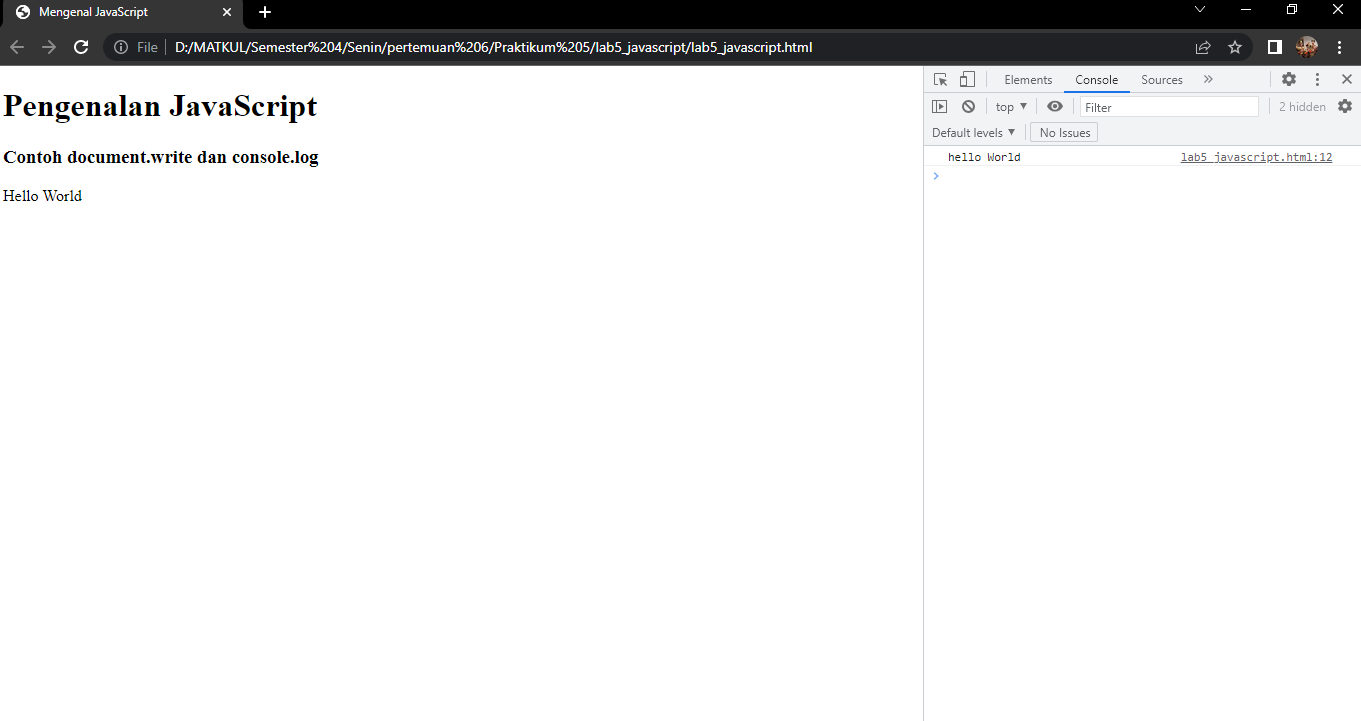 Mengenal JavaScript
File
D:/MATKUL/Semester%204/Senin/pertemuan%206/Praktikum%205/lab5_javascript/lab5_javascript.html
Pengenalan JavaScript
Contoh document.write dan console.log
Hello World
Elements Console Sources
top Filter 2 hidden
Default levels No Issues
hello World lab5_javascript.html:12